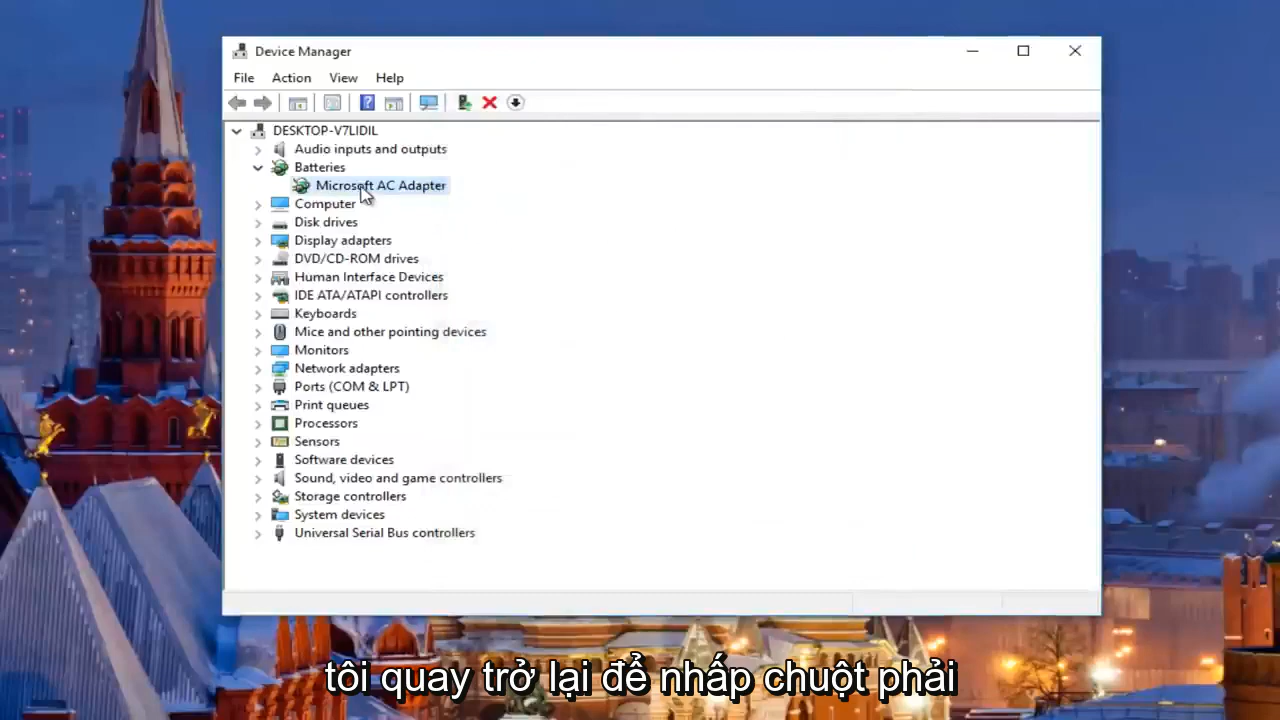 Device Manager
File Action View Help
DESKTOP-V7LIDIL
Audio inputs and outputs
Batteries
Microsoft AC Adapter
Computer
Disk drives
Display adapters
DVD/CD-ROM drives
Human Interface Devices
IDE ATA/ATAPI controllers
Keyboards
Mice and other pointing devices
Monitors
Network adapters
Ports (COM & LPT)
Print queues
Processors
Sensors
Software devices
Sound, video and game controllers
Storage controllers
System devices
Universal Serial Bus controllers
tôi quay trở lại để nhấp chuột phải